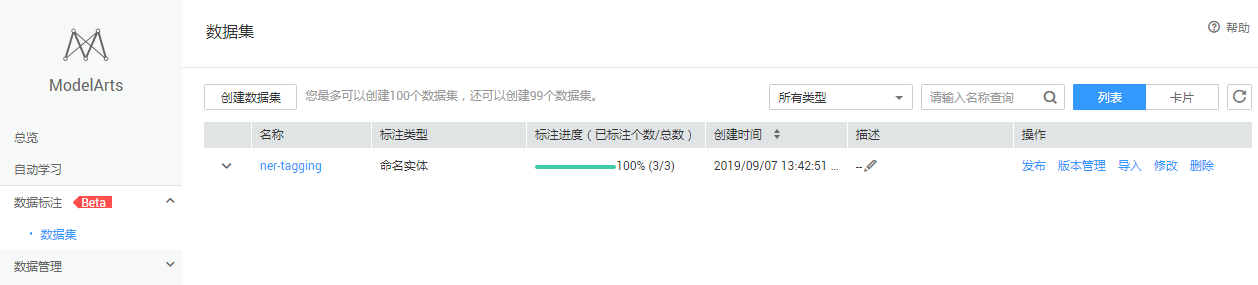 ModelArts
总览
自动学习
数据标注 Beta
数据集
数据管理
数据集
帮助
创建数据集 您最多可以创建100个数据集，还可以创建99个数据集。 所有类型 请输入名称查询 列表 卡片
名称 标注类型 标注进度（已标注个数/总数） 创建时间 描述 操作
ner-tagging 命名实体 100% (3/3) 2019/09/07 13:42:51 ... -- 发布 版本管理 导入 修改 删除